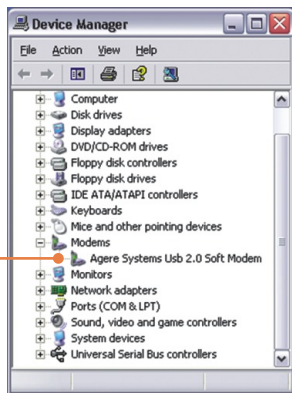 Device Manager
File Action View Help
Computer
Disk drives
Display adapters
DVD/CD-ROM drives
Floppy disk controllers
Floppy disk drives
IDE ATA/ATAPI controllers
Keyboards
Mice and other pointing devices
Modems
Agere Systems Usb 2.0 Soft Modem
Monitors
Network adapters
Ports (COM & LPT)
Sound, video and game controllers
System devices
Universal Serial Bus controllers